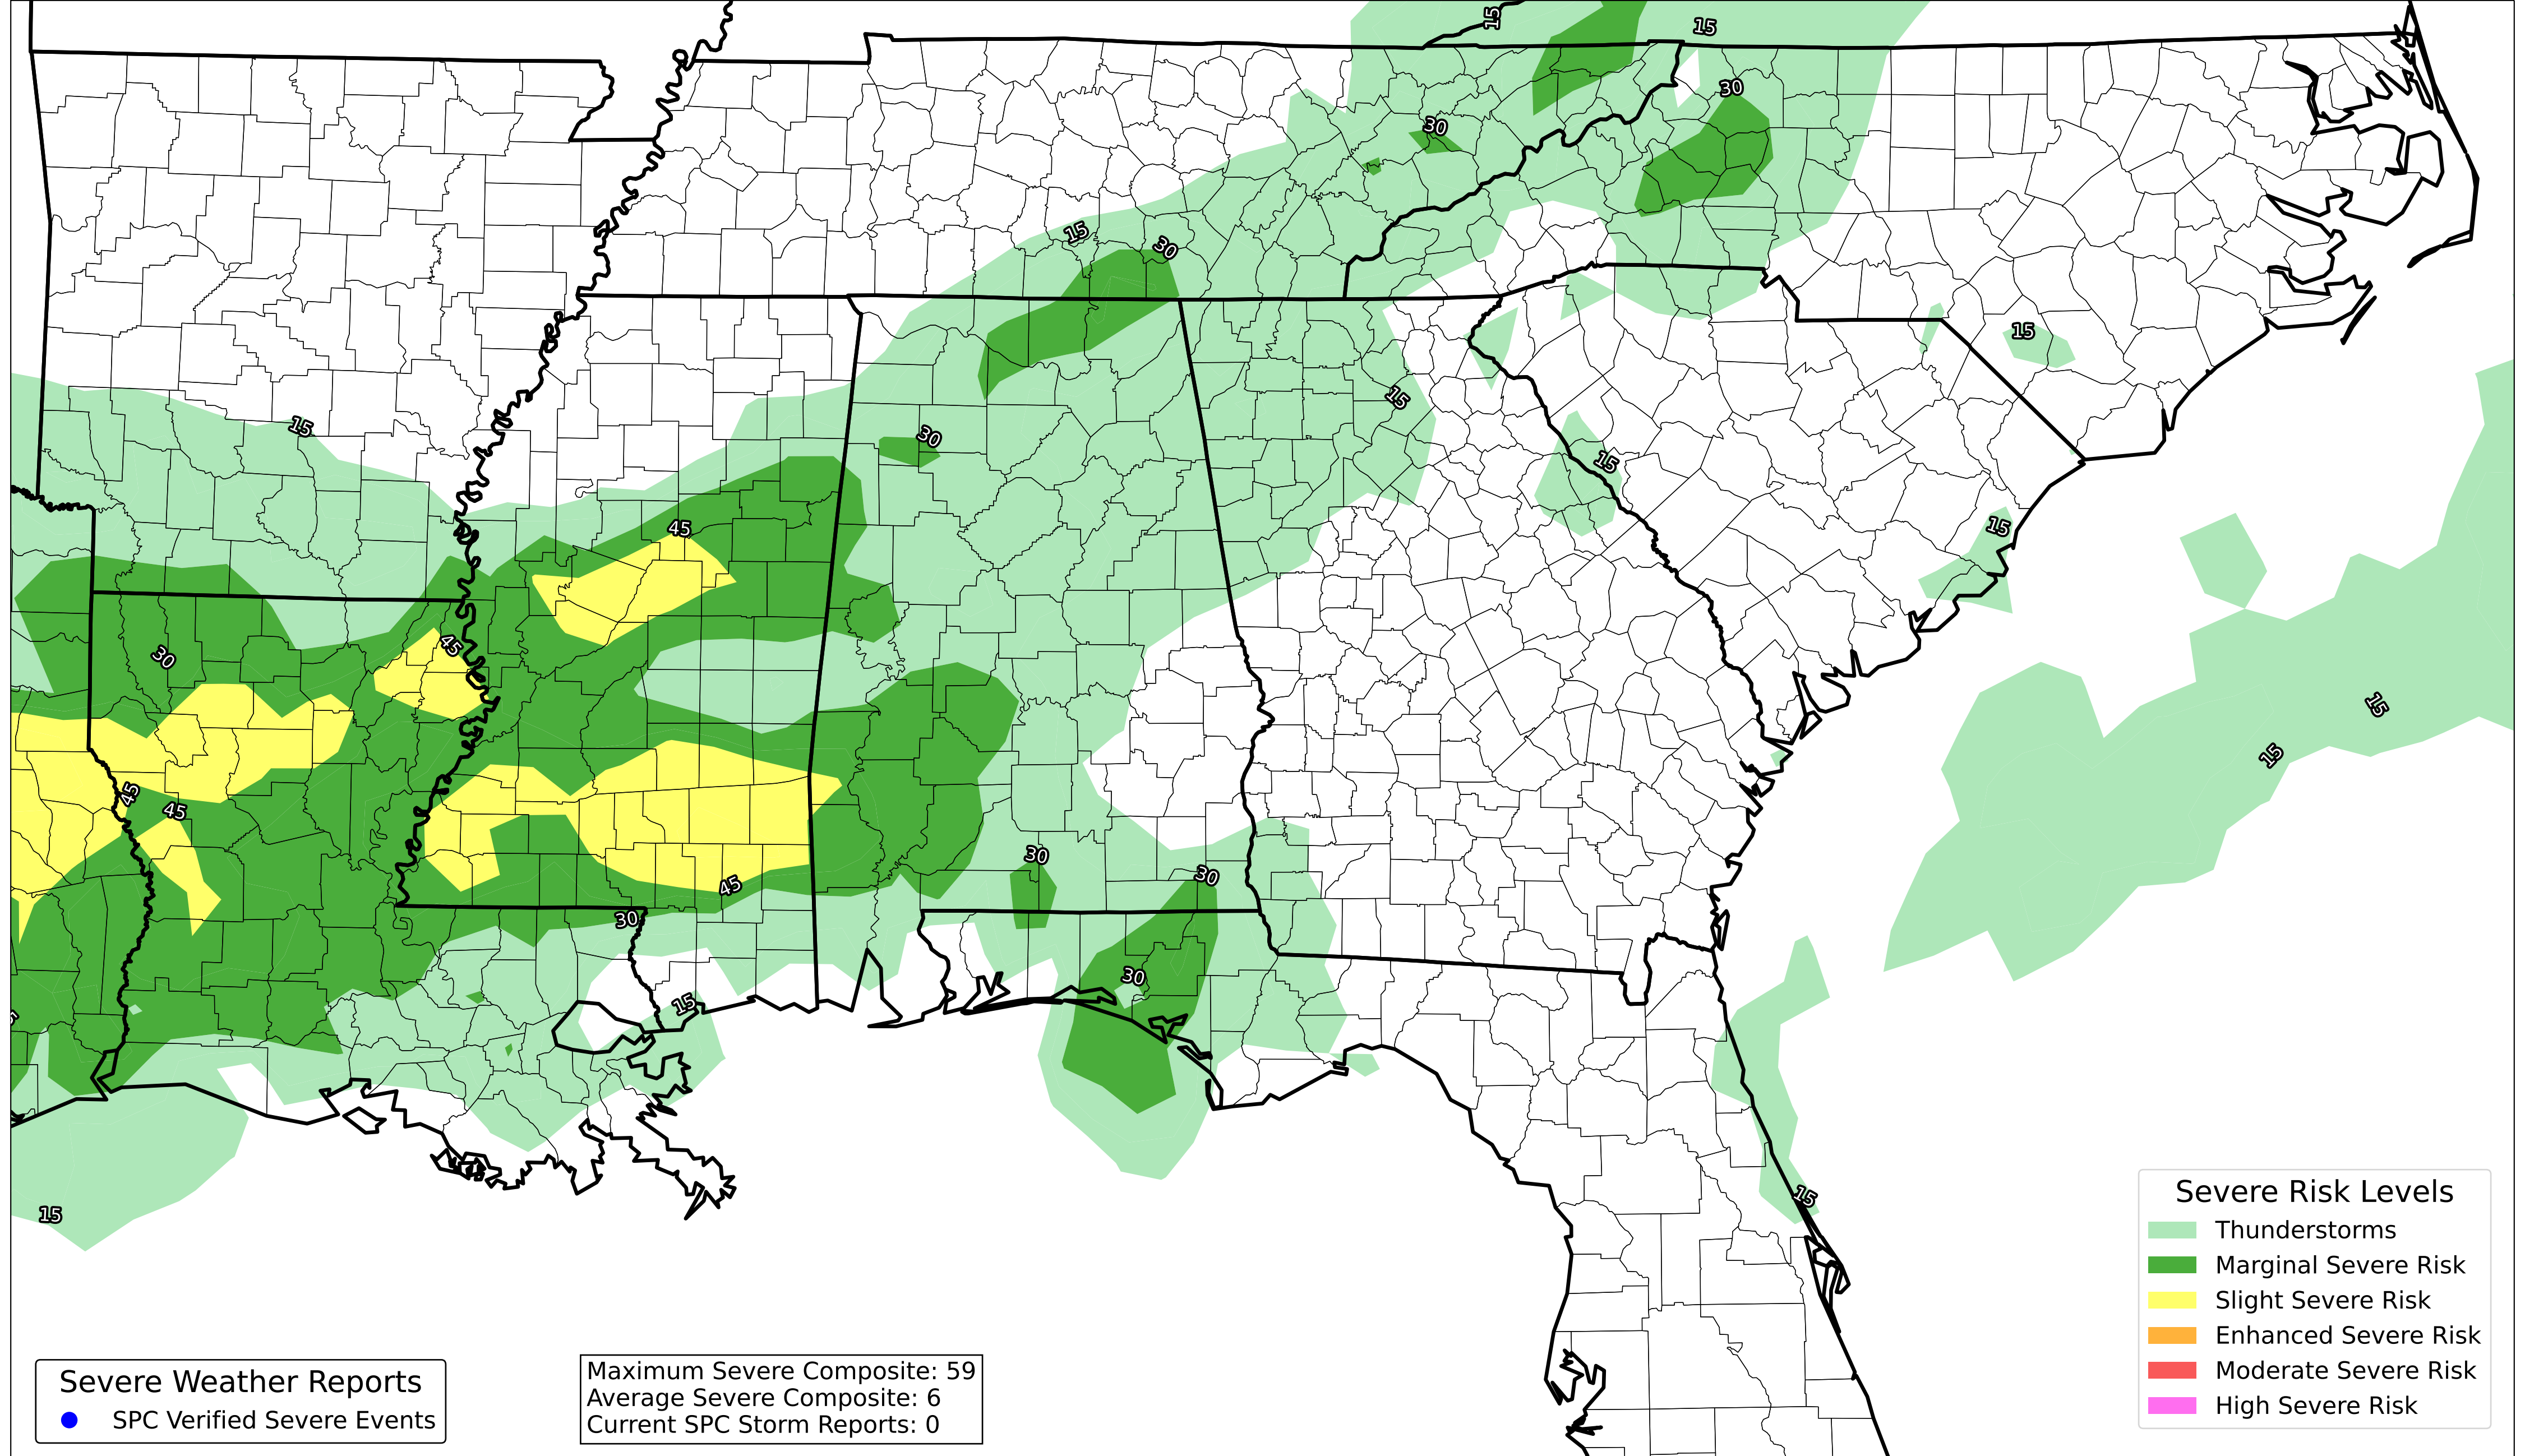 15
15
30
30
15
30
15
15
15
30
15
45
15
45
30
15
15
45
45
30
30
45
30
30
15
15
15
Severe Risk Levels
Thunderstorms
Marginal Severe Risk
Slight Severe Risk
Enhanced Severe Risk
Moderate Severe Risk
High Severe Risk
Severe Weather Reports
SPC Verified Severe Events
Maximum Severe Composite: 59
Average Severe Composite: 6
Current SPC Storm Reports: 0